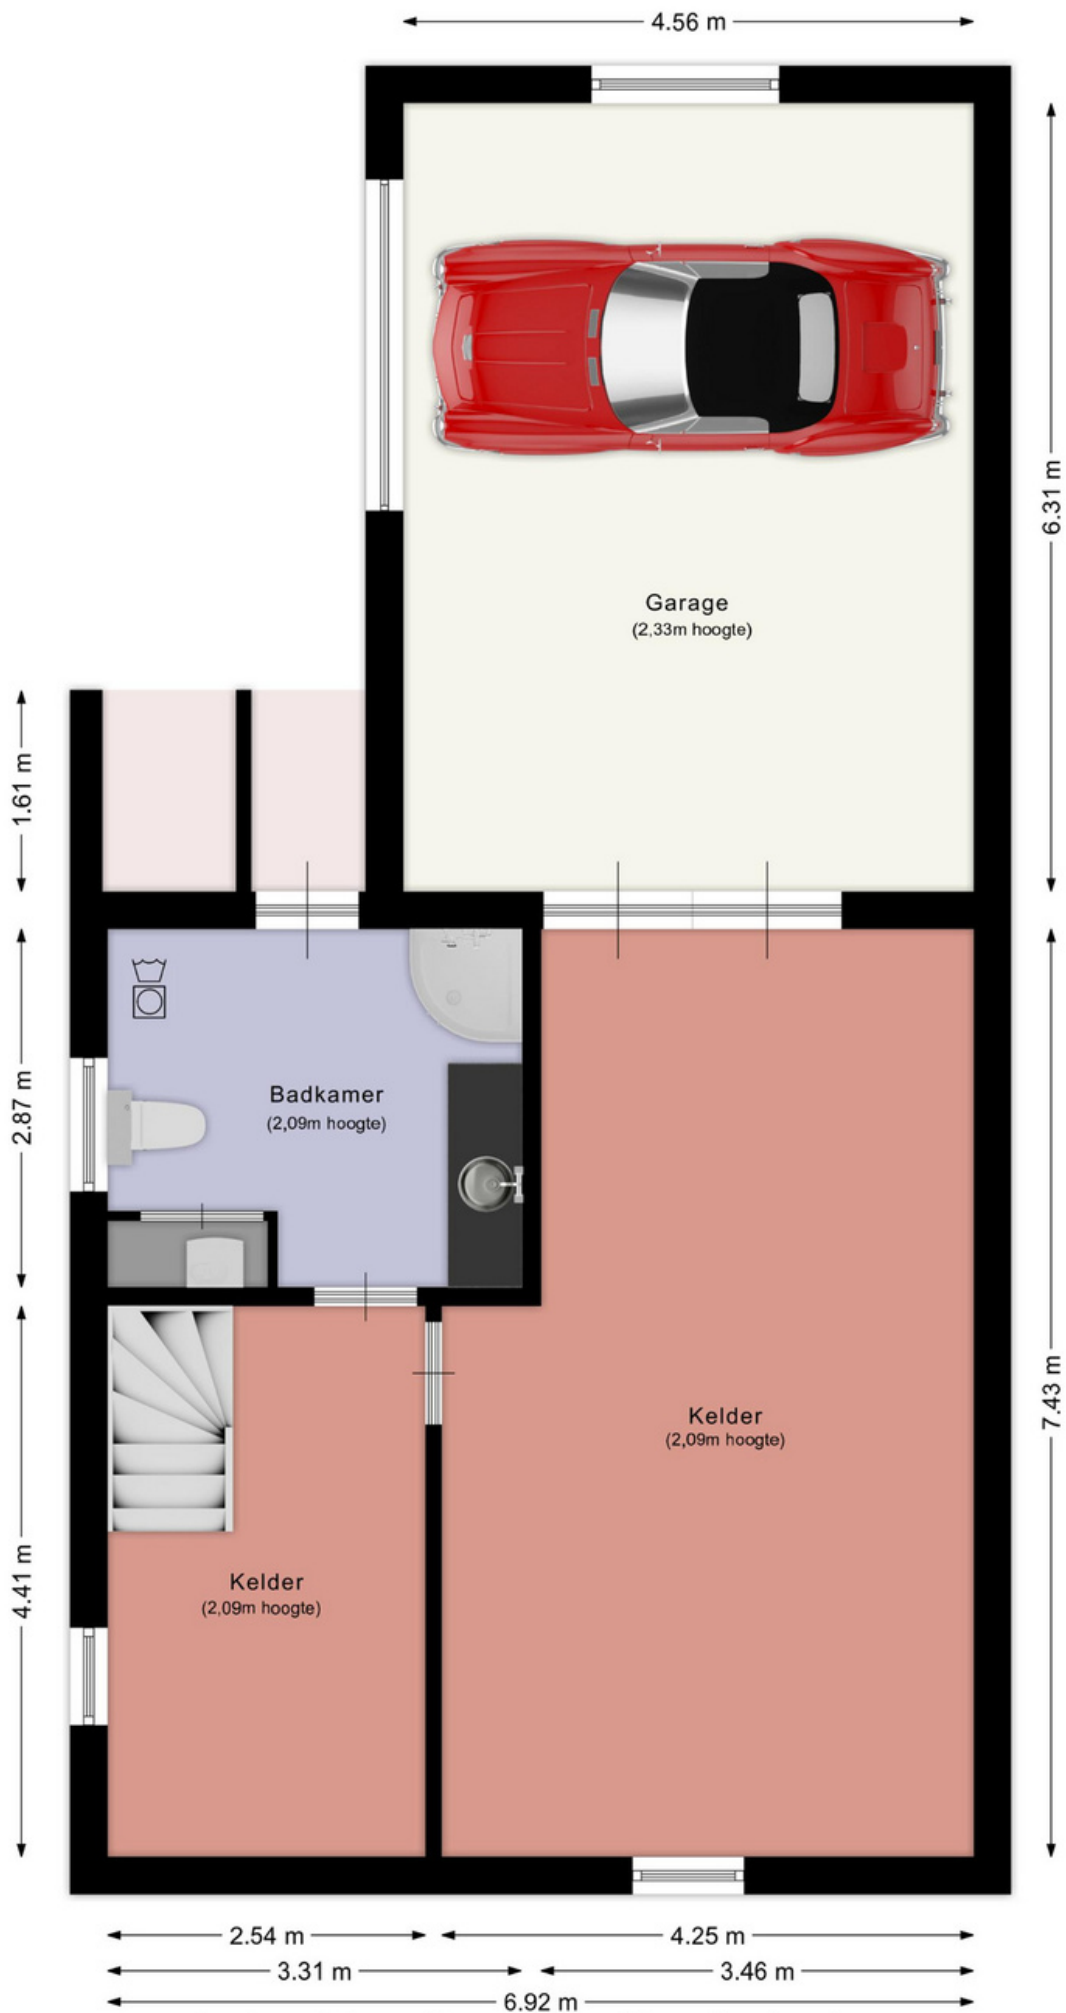 4.56 m
6.31 m
Garage
(2,33m hoogte)
1.61 m
2.87 m
Badkamer
(2,09m hoogte)
7.43 m
Kelder
(2,09m hoogte)
4.41 m
Kelder
(2,09m hoogte)
2.54 m
4.25 m
3.31 m
3.46 m
6.92 m